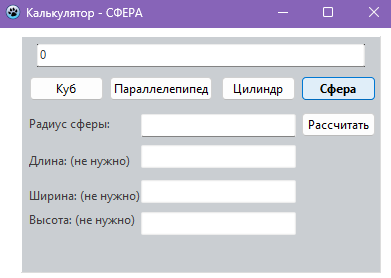 Калькулятор - СФЕРА
0
Куб Параллелепипед Цилиндр Сфера
Радиус сферы: Рассчитать
Длина: (не нужно)
Ширина: (не нужно)
Высота: (не нужно)